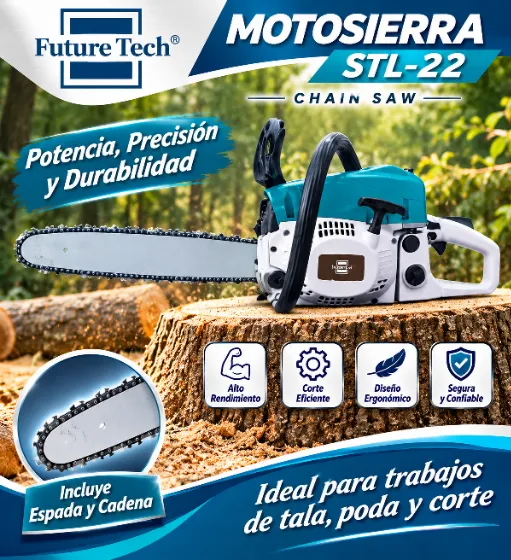 Future Tech®
MOTOSIERRA
STL-22
CHAIN SAW
Potencia, Precisión
y Durabilidad
Alto
Rendimiento
Corte
Eficiente
Diseño
Ergonómico
Segura
y Confiable
Incluye
Espada y Cadena
Ideal para trabajos
de tala, poda y corte